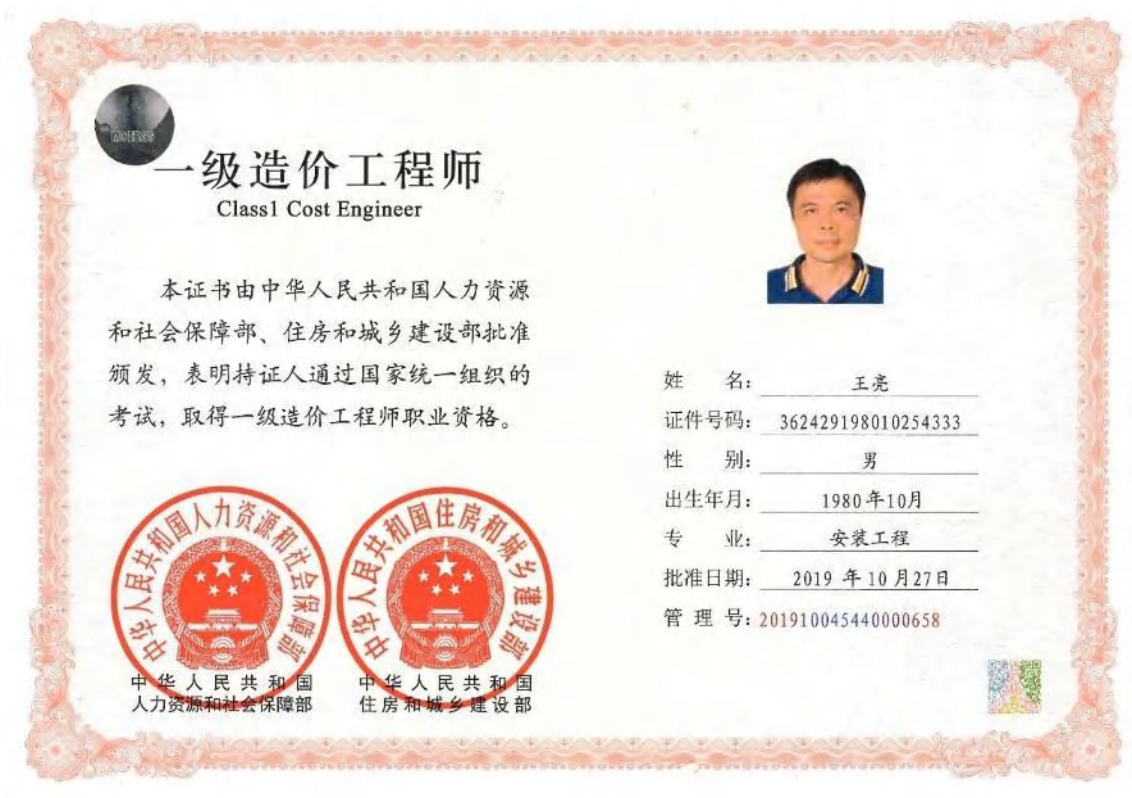 一级造价工程师
Class1 Cost Engineer
本证书由中华人民共和国人力资源
和社会保障部、住房和城乡建设部批准
颁发，表明持证人通过国家统一组织的
考试，取得一级造价工程师职业资格。
中华人民共和国人力资源和社会保障部
中华人民共和国住房和城乡建设部
中华人民共和国
人力资源和社会保障部
中华人民共和国
住房和城乡建设部
姓 名：王亮
证件号码：362429198010254333
性 别：男
出生年月：1980年10月
专 业：安装工程
批准日期：2019 年 10 月27日
管 理 号：201910045440000658